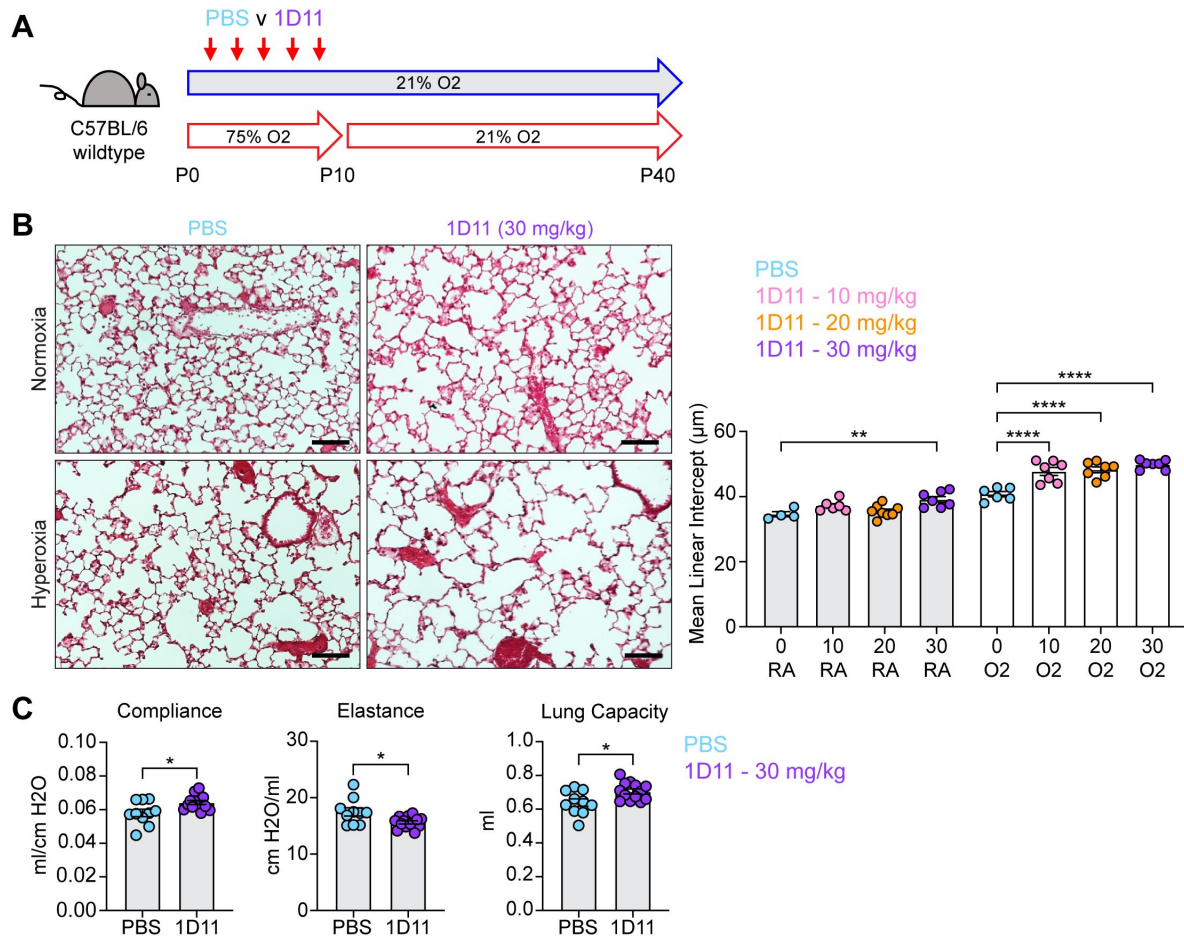 A
PBS v 1D11
21% O2
C57BL/6
wildtype
75% O2
21% O2
P0
P10
P40
B
PBS
1D11 (30 mg/kg)
Normoxia
Hyperoxia
PBS
1D11 - 10 mg/kg
1D11 - 20 mg/kg
1D11 - 30 mg/kg
Mean Linear Intercept (μm)
60
40
20
0
**
****
****
****
0 10 20 30 0 10 20 30
RA RA RA RA O2 O2 O2 O2
C
Compliance
ml/cm H2O
0.10
0.08
0.06
0.04
0.02
0.00
*
PBS 1D11
Elastance
cm H2O/ml
30
20
10
0
*
PBS 1D11
Lung Capacity
ml
1.0
0.8
0.6
0.4
0.2
0.0
*
PBS 1D11
PBS
1D11 - 30 mg/kg